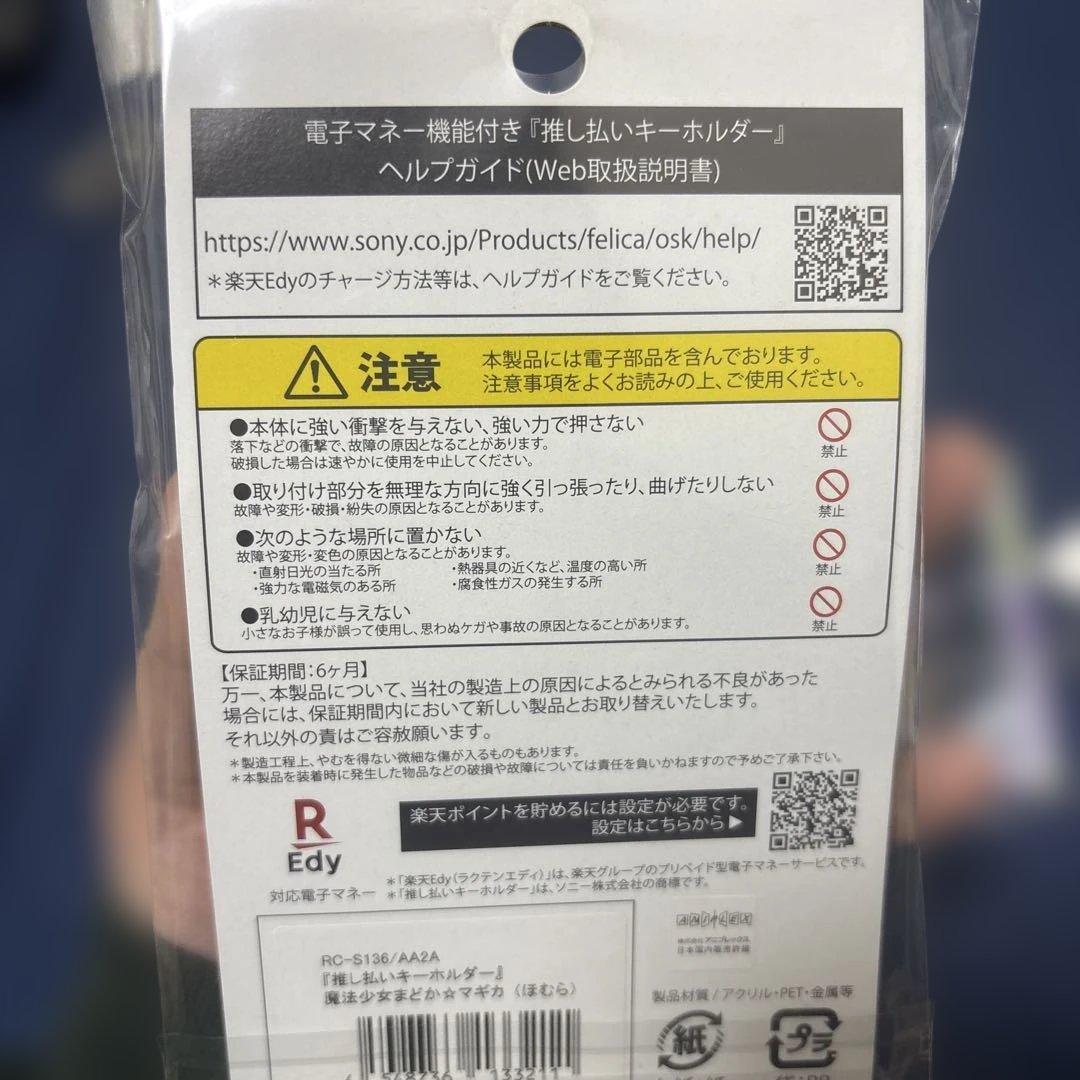 電子マネー機能付き『推し払いキーホルダー』
ヘルプガイド(Web取扱説明書)
https://www.sony.co.jp/Products/felica/osk/help/
＊楽天Edyのチャージ方法等は、ヘルプガイドをご覧ください。
注意
本製品には電子部品を含んでおります。
注意事項をよくお読みの上、ご使用ください。
●本体に強い衝撃を与えない、強い力で押さない
落下などの衝撃で、故障の原因となることがあります。
破損した場合は速やかに使用を中止してください。
禁止
●取り付け部分を無理な方向に強く引っ張ったり、曲げたりしない
故障や変形・破損・紛失の原因となることがあります。
禁止
●次のような場所に置かない
故障や変形・変色の原因となることがあります。
・直射日光の当たる所 ・熱器具の近くなど、温度の高い所
・強力な電磁気のある所 ・腐食性ガスの発生する所
禁止
●乳幼児に与えない
小さなお子様が誤って使用し、思わぬケガや事故の原因となることがあります。
禁止
【保証期間：6ヶ月】
万一、本製品について、当社の製造上の原因によるとみられる不良があった
場合には、保証期間内において新しい製品とお取り替えいたします。
それ以外の責はご容赦願います。
＊製造工程上、やむを得ない微細な傷が入るものもあります。
＊本製品を装着時に発生した物品などの破損や故障については責任を負いかねますので予めご了承下さい。
R
Edy
対応電子マネー
楽天ポイントを貯めるには設定が必要です。
設定はこちらから▶
＊「楽天Edy（ラクテンエディ）」は、楽天グループのプリペイド型電子マネーサービスです。
＊「推し払いキーホルダー」は、ソニー株式会社の商標です。
RC-S136/AA2A
『推し払いキーホルダー』
魔法少女まどか☆マギカ（ほむら）
4 548736 133211
ANIPLEX
株式会社アニプレックス
日本国内販売許諾
製品材質 / アクリル・PET・金属等
紙
プラ